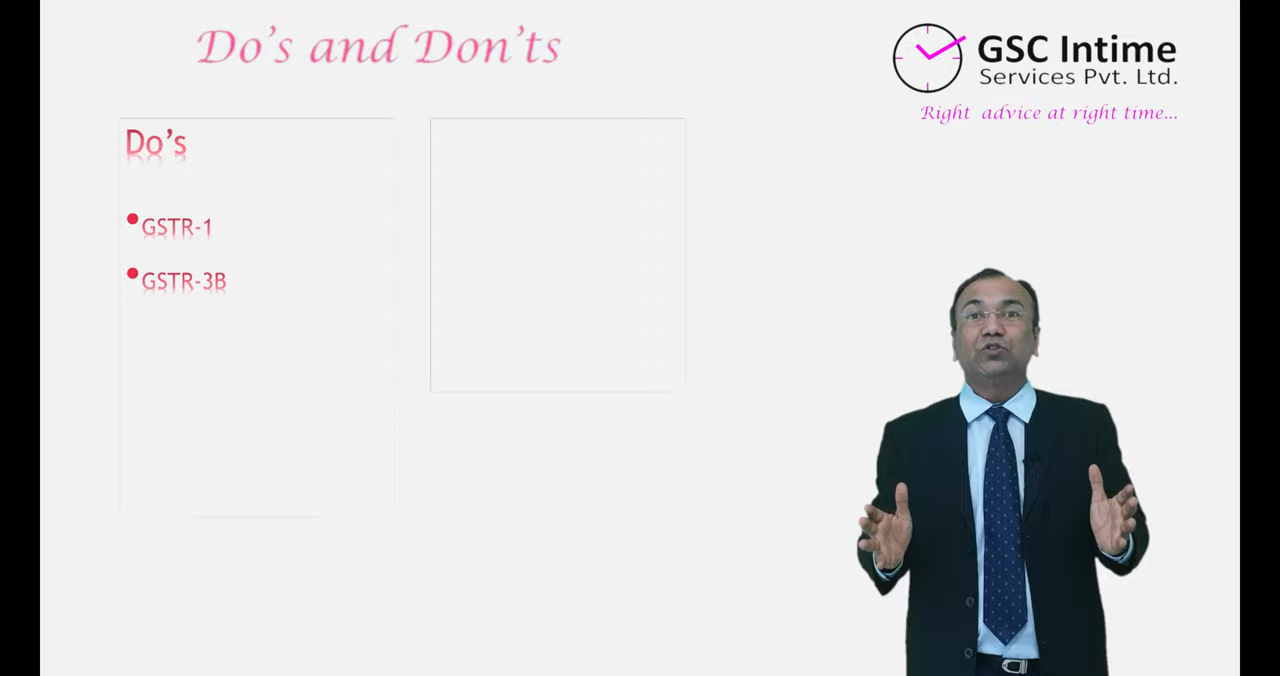 Do's and Don'ts
GSC Intime
Services Pvt. Ltd.
Right advice at right time...
Do's
GSTR-1
GSTR-3B